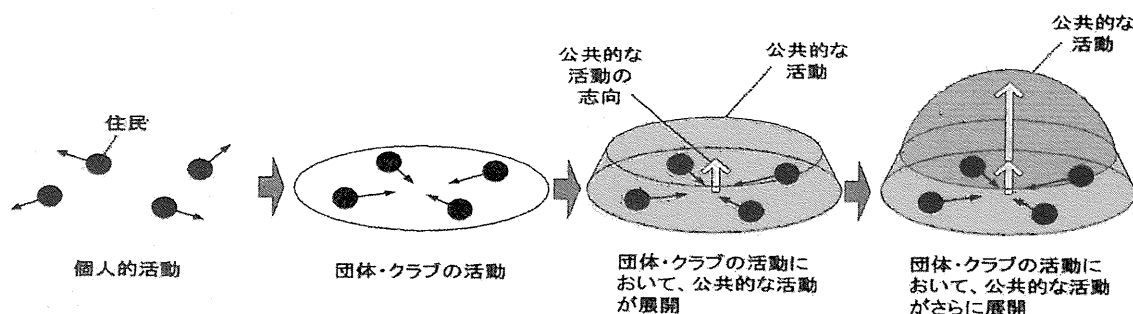 住民
個人的活動
団体・クラブの活動
公共的な
活動の
志向
公共的な
活動
団体・クラブの活動に
おいて、公共的な活動
が展開
公共的な
活動
団体・クラブの活動に
おいて、公共的な活動
がさらに展開